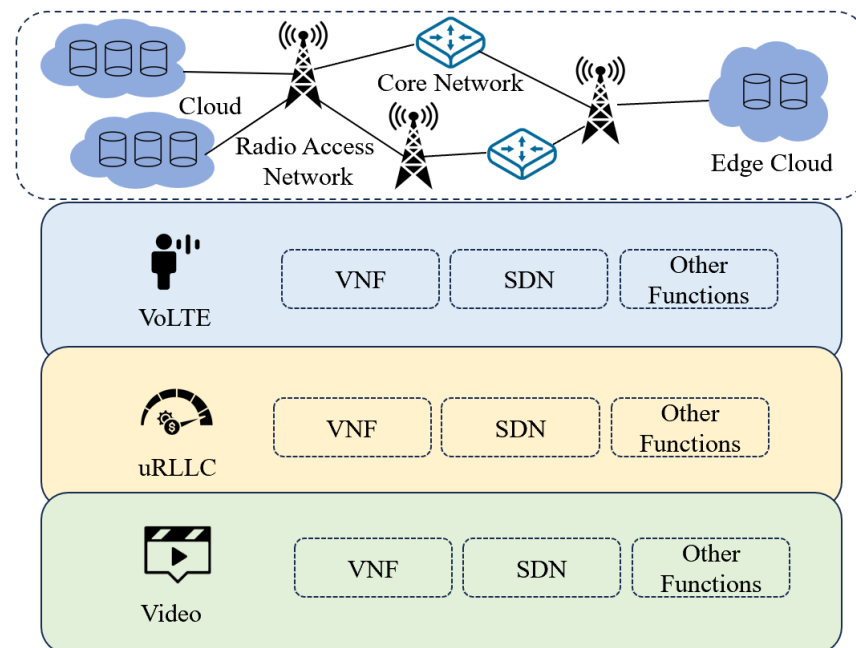 Cloud
Core Network
Radio Access
Network
Edge Cloud
VoLTE
VNF
SDN
Other
Functions
uRLLC
VNF
SDN
Other
Functions
Video
VNF
SDN
Other
Functions